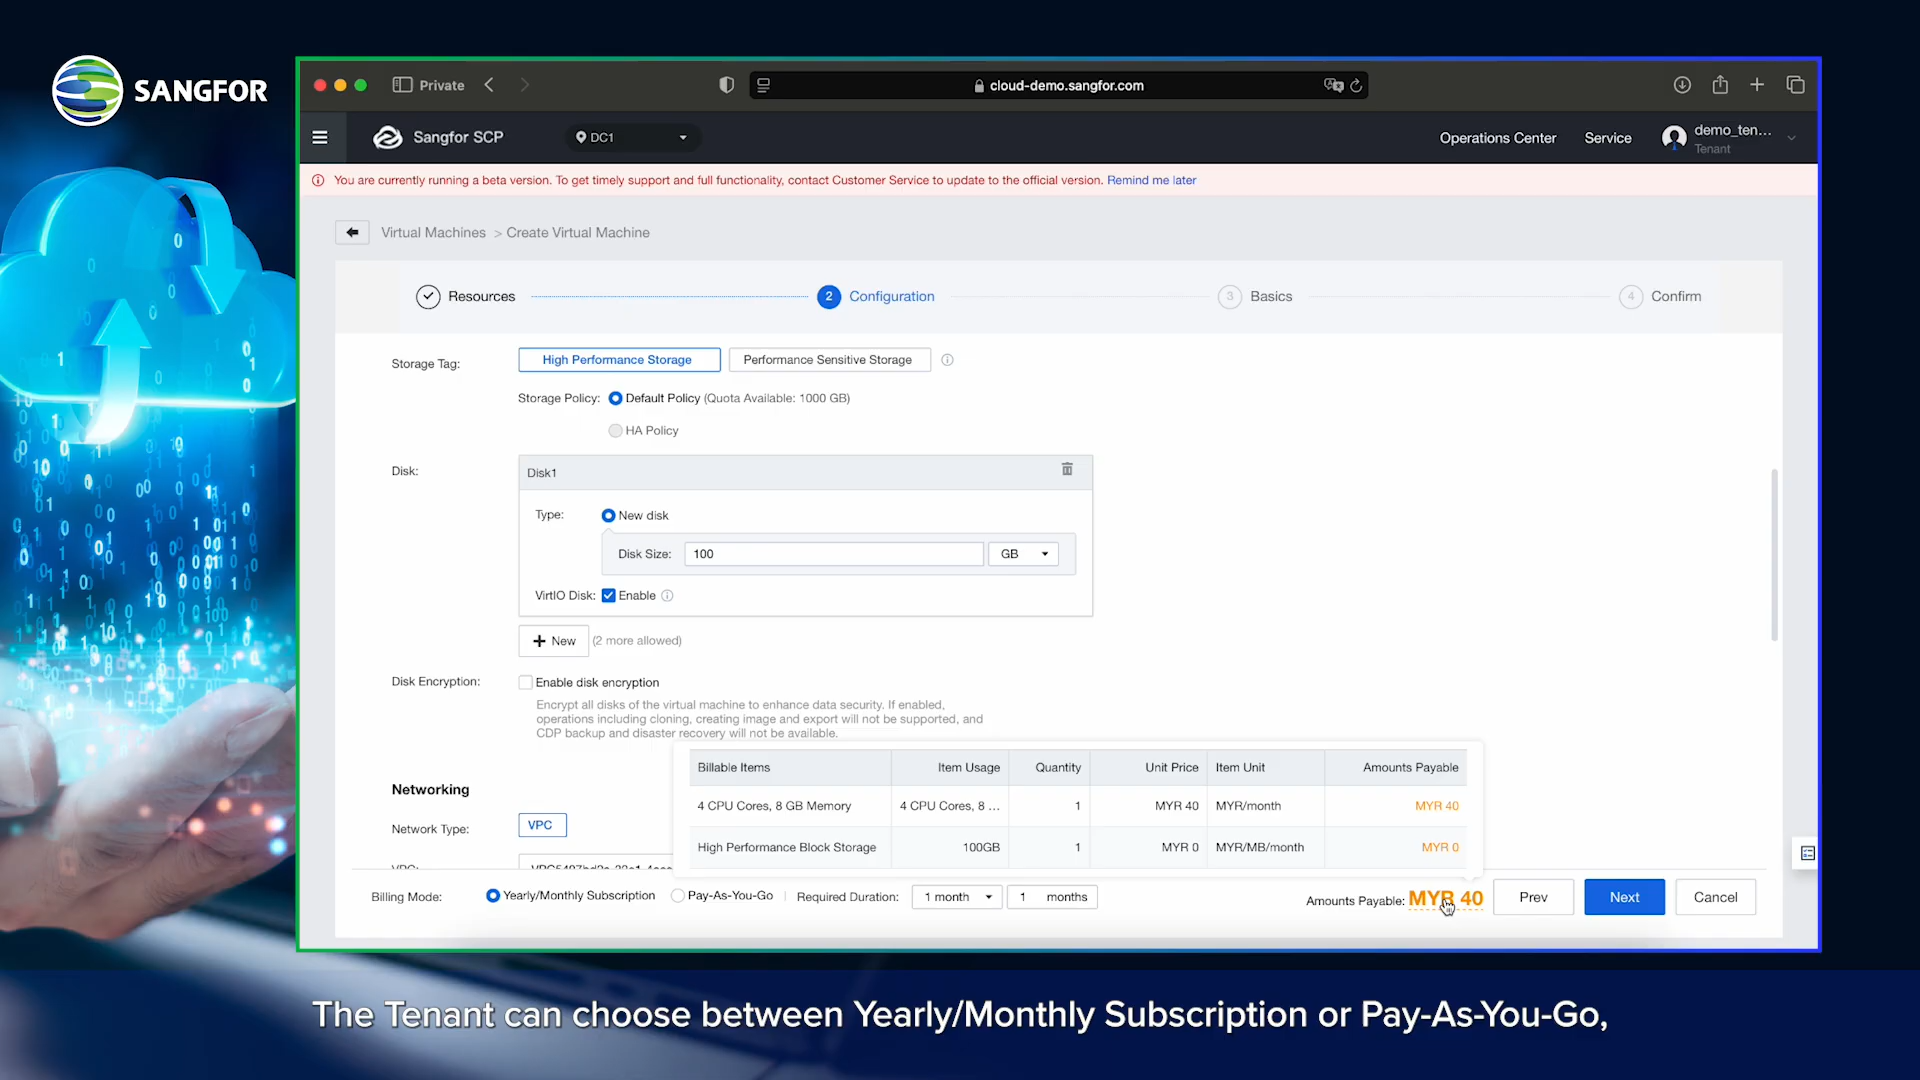 SANGFOR
Private
cloud-demo.sangfor.com
Sangfor SCP
DC1
Operations Center
Service
demo_ten...
Tenant
You are currently running a beta version. To get timely support and full functionality, contact Customer Service to update to the official version. Remind me later
Virtual Machines > Create Virtual Machine
Resources
2 Configuration
3 Basics
4 Confirm
Storage Tag:
High Performance Storage
Performance Sensitive Storage
Storage Policy: Default Policy (Quota Available: 1000 GB)
HA Policy
Disk:
Disk1
Type: New disk
Disk Size: 100 GB
VirtIO Disk: Enable
+ New (2 more allowed)
Disk Encryption: Enable disk encryption
Encrypt all disks of the virtual machine to enhance data security. If enabled,
operations including cloning, creating image and export will not be supported, and
CDP backup and disaster recovery will not be available.
Billable Items Item Usage Quantity Unit Price Item Unit Amounts Payable
4 CPU Cores, 8 GB Memory 4 CPU Cores, 8 ... 1 MYR 40 MYR/month MYR 40
High Performance Block Storage 100GB 1 MYR 0 MYR/MB/month MYR 0
Networking
Network Type: VPC
Billing Mode: Yearly/Monthly Subscription Pay-As-You-Go Required Duration: 1 month 1 months
Amounts Payable: MYR 40
Prev
Next
Cancel
The Tenant can choose between Yearly/Monthly Subscription or Pay-As-You-Go,